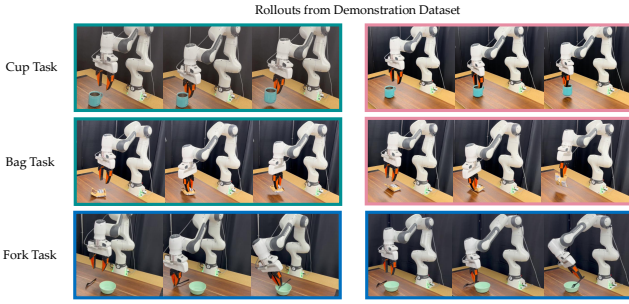 Rollouts from Demonstration Dataset
Cup Task
Bag Task
Fork Task